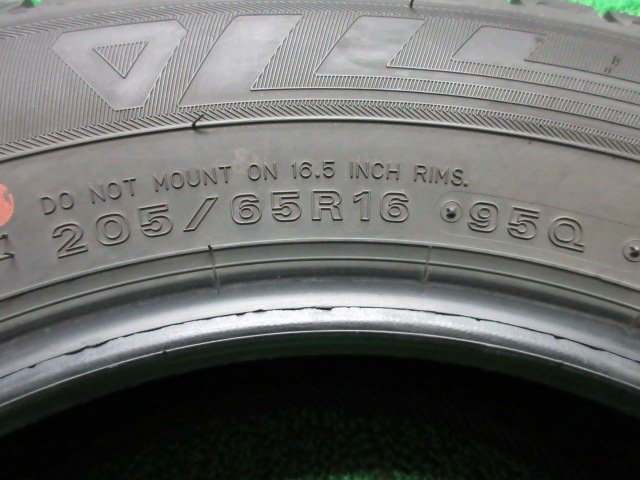 DO NOT MOUNT ON 16.5 INCH RIMS.
205/65R16 95Q